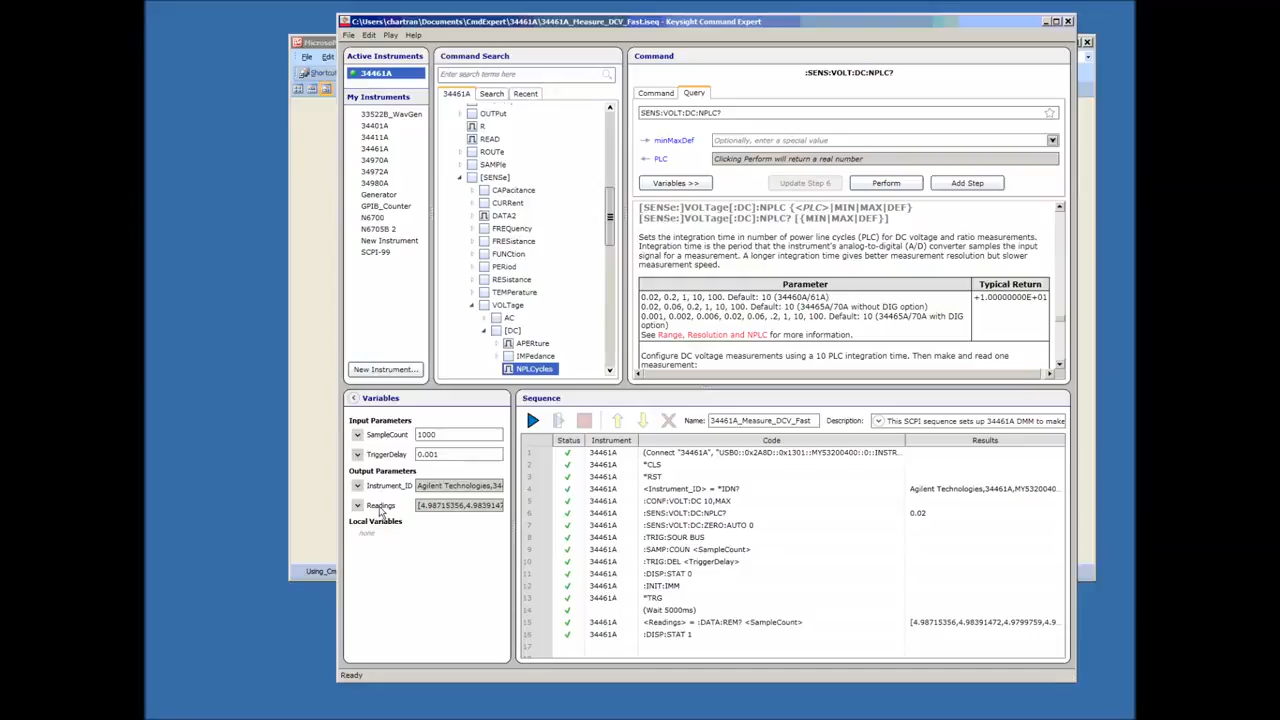 C:\Users\chartran\Documents\CmdExpert\34461A\34461A_Measure_DCV_Fast.iseq - Keysight Command Expert
File Edit Play Help
Microsof
File Edit
Shortcu
Using_Cm
Active Instruments
34461A
My Instruments
33522B_WavGen
34401A
34411A
34461A
34970A
34972A
34980A
Generator
GPIB_Counter
N6700
N6705B 2
New Instrument
SCPI-99
New Instrument...
Command Search
Enter search terms here
34461A Search Recent
OUTPut
R
READ
ROUTe
SAMPle
[SENSe]
CAPacitance
CURRent
DATA2
FREQuency
FRESistance
FUNCtion
PERiod
RESistance
TEMPerature
VOLTage
AC
[DC]
APERture
IMPedance
NPLCycles
Command
:SENS:VOLT:DC:NPLC?
Command Query
SENS:VOLT:DC:NPLC?
minMaxDef Optionally, enter a special value
PLC Clicking Perform will return a real number
Variables >> Update Step 6 Perform Add Step
[SENSe:]VOLTage[:DC]:NPLC {<PLC>|MIN|MAX|DEF}
[SENSe:]VOLTage[:DC]:NPLC? [{MIN|MAX|DEF}]
Sets the integration time in number of power line cycles (PLC) for DC voltage and ratio measurements.
Integration time is the period that the instrument's analog-to-digital (A/D) converter samples the input
signal for a measurement. A longer integration time gives better measurement resolution but slower
measurement speed.
Parameter Typical Return
0.02, 0.2, 1, 10, 100. Default: 10 (34460A/61A) +1.00000000E+01
0.02, 0.06, 0.2, 1, 10, 100. Default: 10 (34465A/70A without DIG option)
0.001, 0.002, 0.006, 0.02, 0.06, .2, 1, 10, 100. Default: 10 (34465A/70A with DIG
option)
See Range, Resolution and NPLC for more information.
Configure DC voltage measurements using a 10 PLC integration time. Then make and read one
measurement:
Variables
Input Parameters
SampleCount 1000
TriggerDelay 0.001
Output Parameters
Instrument_ID Agilent Technologies,34
Readings [4.98715356,4.9839147
Local Variables
none
Sequence
Name: 34461A_Measure_DCV_Fast Description: This SCPI sequence sets up 34461A DMM to make
Status Instrument Code Results
1 34461A (Connect "34461A", "USB0::0x2A8D::0x1301::MY53200400::0::INSTR...
2 34461A *CLS
3 34461A *RST
4 34461A <Instrument_ID> = *IDN? Agilent Technologies,34461A,MY5320040...
5 34461A :CONF:VOLT:DC 10,MAX
6 34461A :SENS:VOLT:DC:NPLC? 0.02
7 34461A :SENS:VOLT:DC:ZERO:AUTO 0
8 34461A :TRIG:SOUR BUS
9 34461A :SAMP:COUN <SampleCount>
10 34461A :TRIG:DEL <TriggerDelay>
11 34461A :DISP:STAT 0
12 34461A :INIT:IMM
13 34461A *TRG
14 (Wait 5000ms)
15 34461A <Readings> = :DATA:REM? <SampleCount> [4.98715356,4.98391472,4.9799759,4.9...
16 34461A :DISP:STAT 1
17
Ready